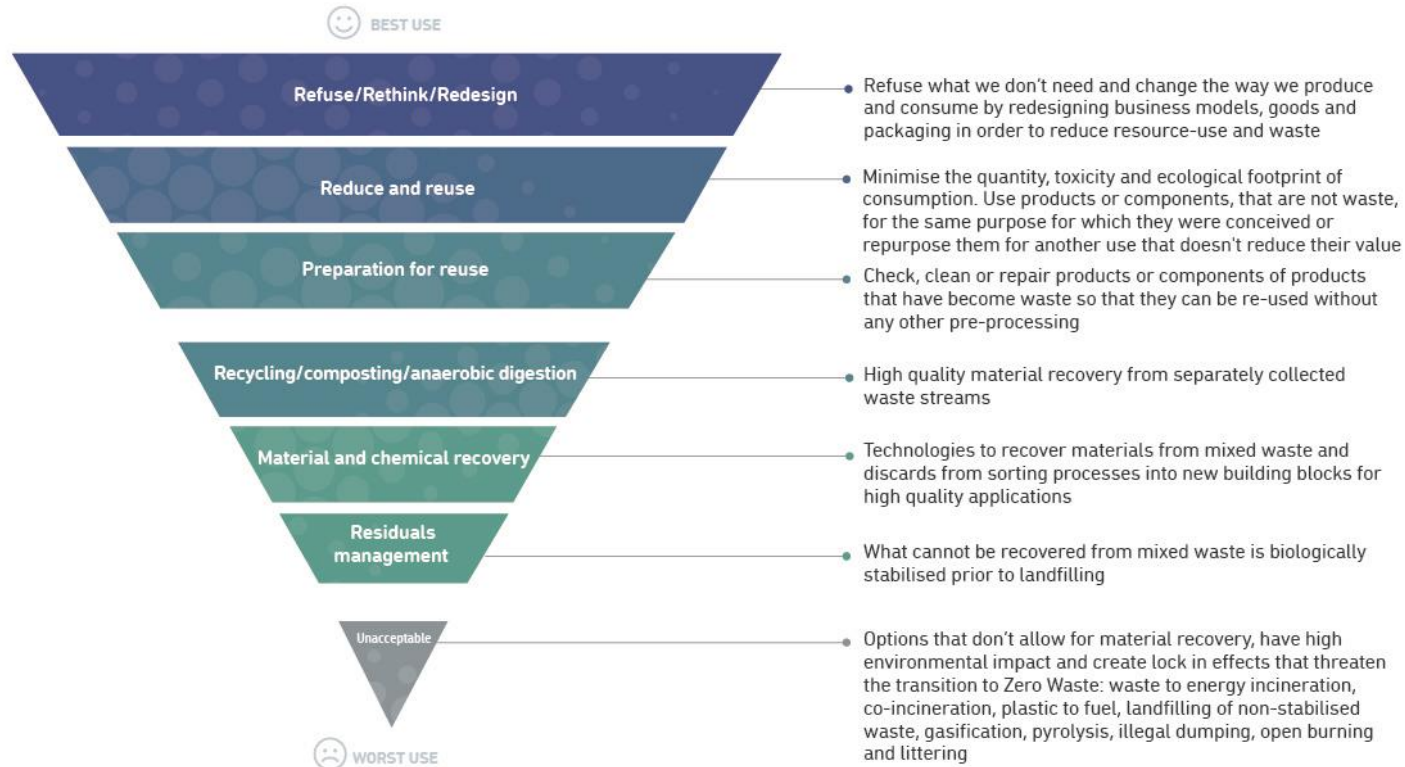 BEST USE
Refuse/Rethink/Redesign
Refuse what we don't need and change the way we produce
and consume by redesigning business models, goods and
packaging in order to reduce resource-use and waste
Reduce and reuse
Minimise the quantity, toxicity and ecological footprint of
consumption. Use products or components, that are not waste,
for the same purpose for which they were conceived or
repurpose them for another use that doesn't reduce their value
Preparation for reuse
Check, clean or repair products or components of products
that have become waste so that they can be re-used without
any other pre-processing
Recycling/composting/anaerobic digestion
High quality material recovery from separately collected
waste streams
Material and chemical recovery
Technologies to recover materials from mixed waste and
discards from sorting processes into new building blocks for
high quality applications
Residuals
management
What cannot be recovered from mixed waste is biologically
stabilised prior to landfilling
Unacceptable
Options that don't allow for material recovery, have high
environmental impact and create lock in effects that threaten
the transition to Zero Waste: waste to energy incineration,
co-incineration, plastic to fuel, landfilling of non-stabilised
waste, gasification, pyrolysis, illegal dumping, open burning
and littering
WORST USE